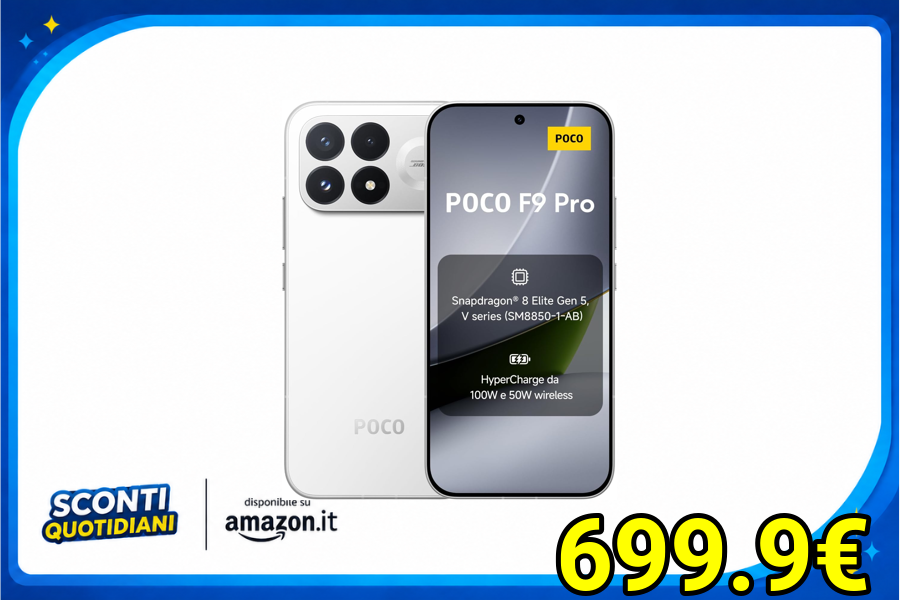 POCO
POCO F9 Pro
Snapdragon® 8 Elite Gen 5,
V series (SM8850-1-AB)
HyperCharge da
100W e 50W wireless
POCO
SCONTI
QUOTIDIANI
disponibile su
amazon.it
699.9€